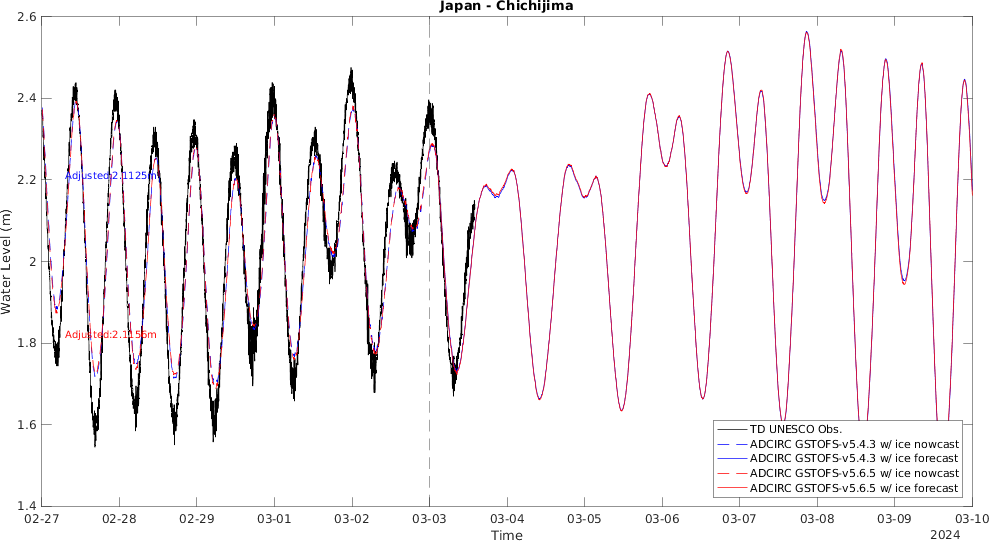 Japan - Chichijima
Water Level (m)
2.6
2.4
2.2
2
1.8
1.6
1.4
Adjusted:2.1125m
Adjusted:2.1156m
TD UNESCO Obs.
ADCIRC GSTOFS-v5.4.3 w/ ice nowcast
ADCIRC GSTOFS-v5.4.3 w/ ice forecast
ADCIRC GSTOFS-v5.6.5 w/ ice nowcast
ADCIRC GSTOFS-v5.6.5 w/ ice forecast
02-27 02-28 02-29 03-01 03-02 03-03 03-04 03-05 03-06 03-07 03-08 03-09 03-10
Time
2024